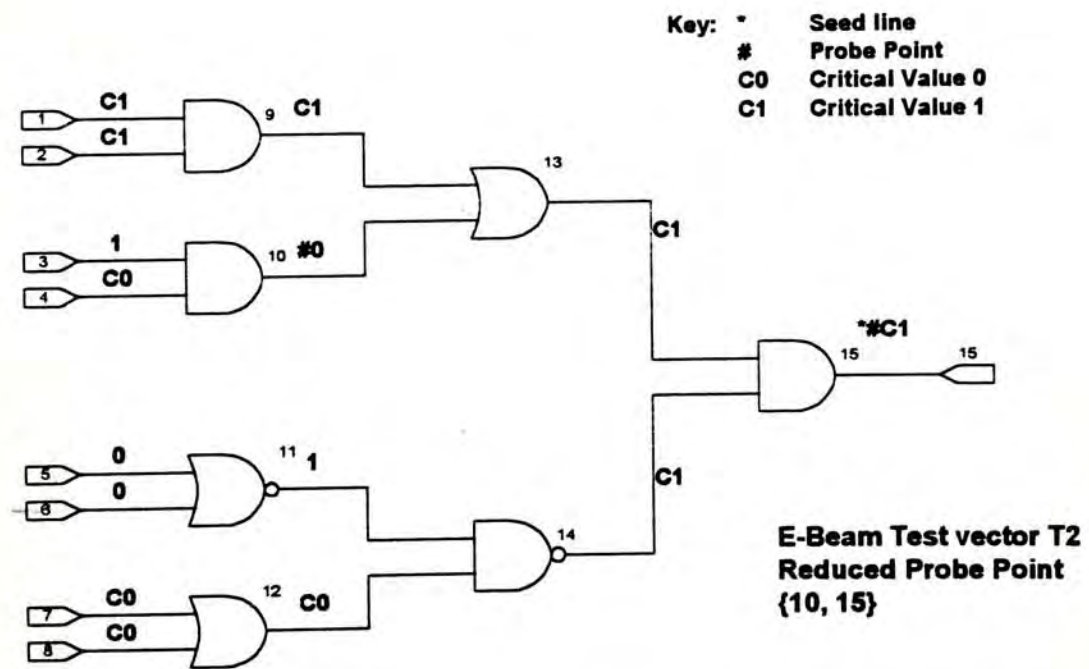 Key: * Seed line
# Probe Point
C0 Critical Value 0
C1 Critical Value 1
C1
1
9 C1
C1
2
13
C1
1
3
10 #0
C0
4
*#C1
15 15
0
5
11 1
0
6
C1
14
C0
7
12 C0
C0
8
E-Beam Test vector T2
Reduced Probe Point
{10, 15}